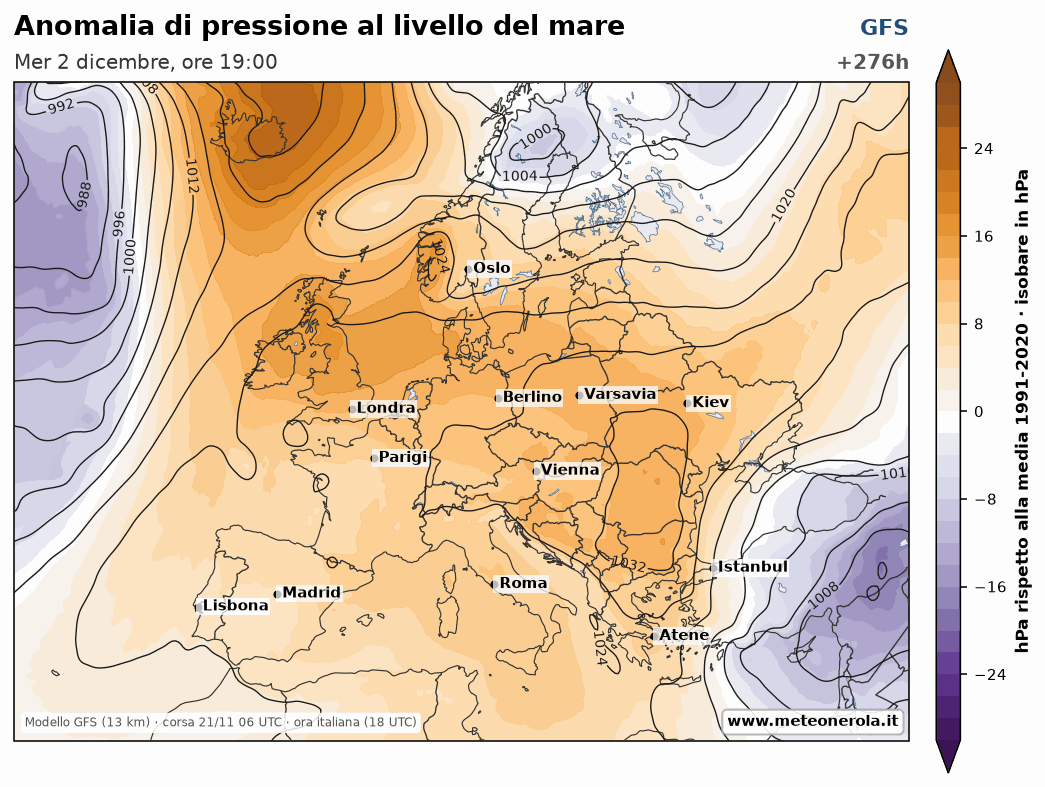 Anomalia di pressione al livello del mare
GFS
Mer 2 dicembre, ore 19:00
+276h
992
1012
988
996
1000
1000
1004
1020
1024
Oslo
24
16
8
0
−8
−16
−24
hPa rispetto alla media 1991-2020 · isobare in hPa
Berlino
Varsavia
Kiev
Londra
Parigi
Vienna
1032
Istanbul
1008
Roma
Madrid
Lisbona
Atene
1024
Modello GFS (13 km) · corsa 21/11 06 UTC · ora italiana (18 UTC)
www.meteonerola.it